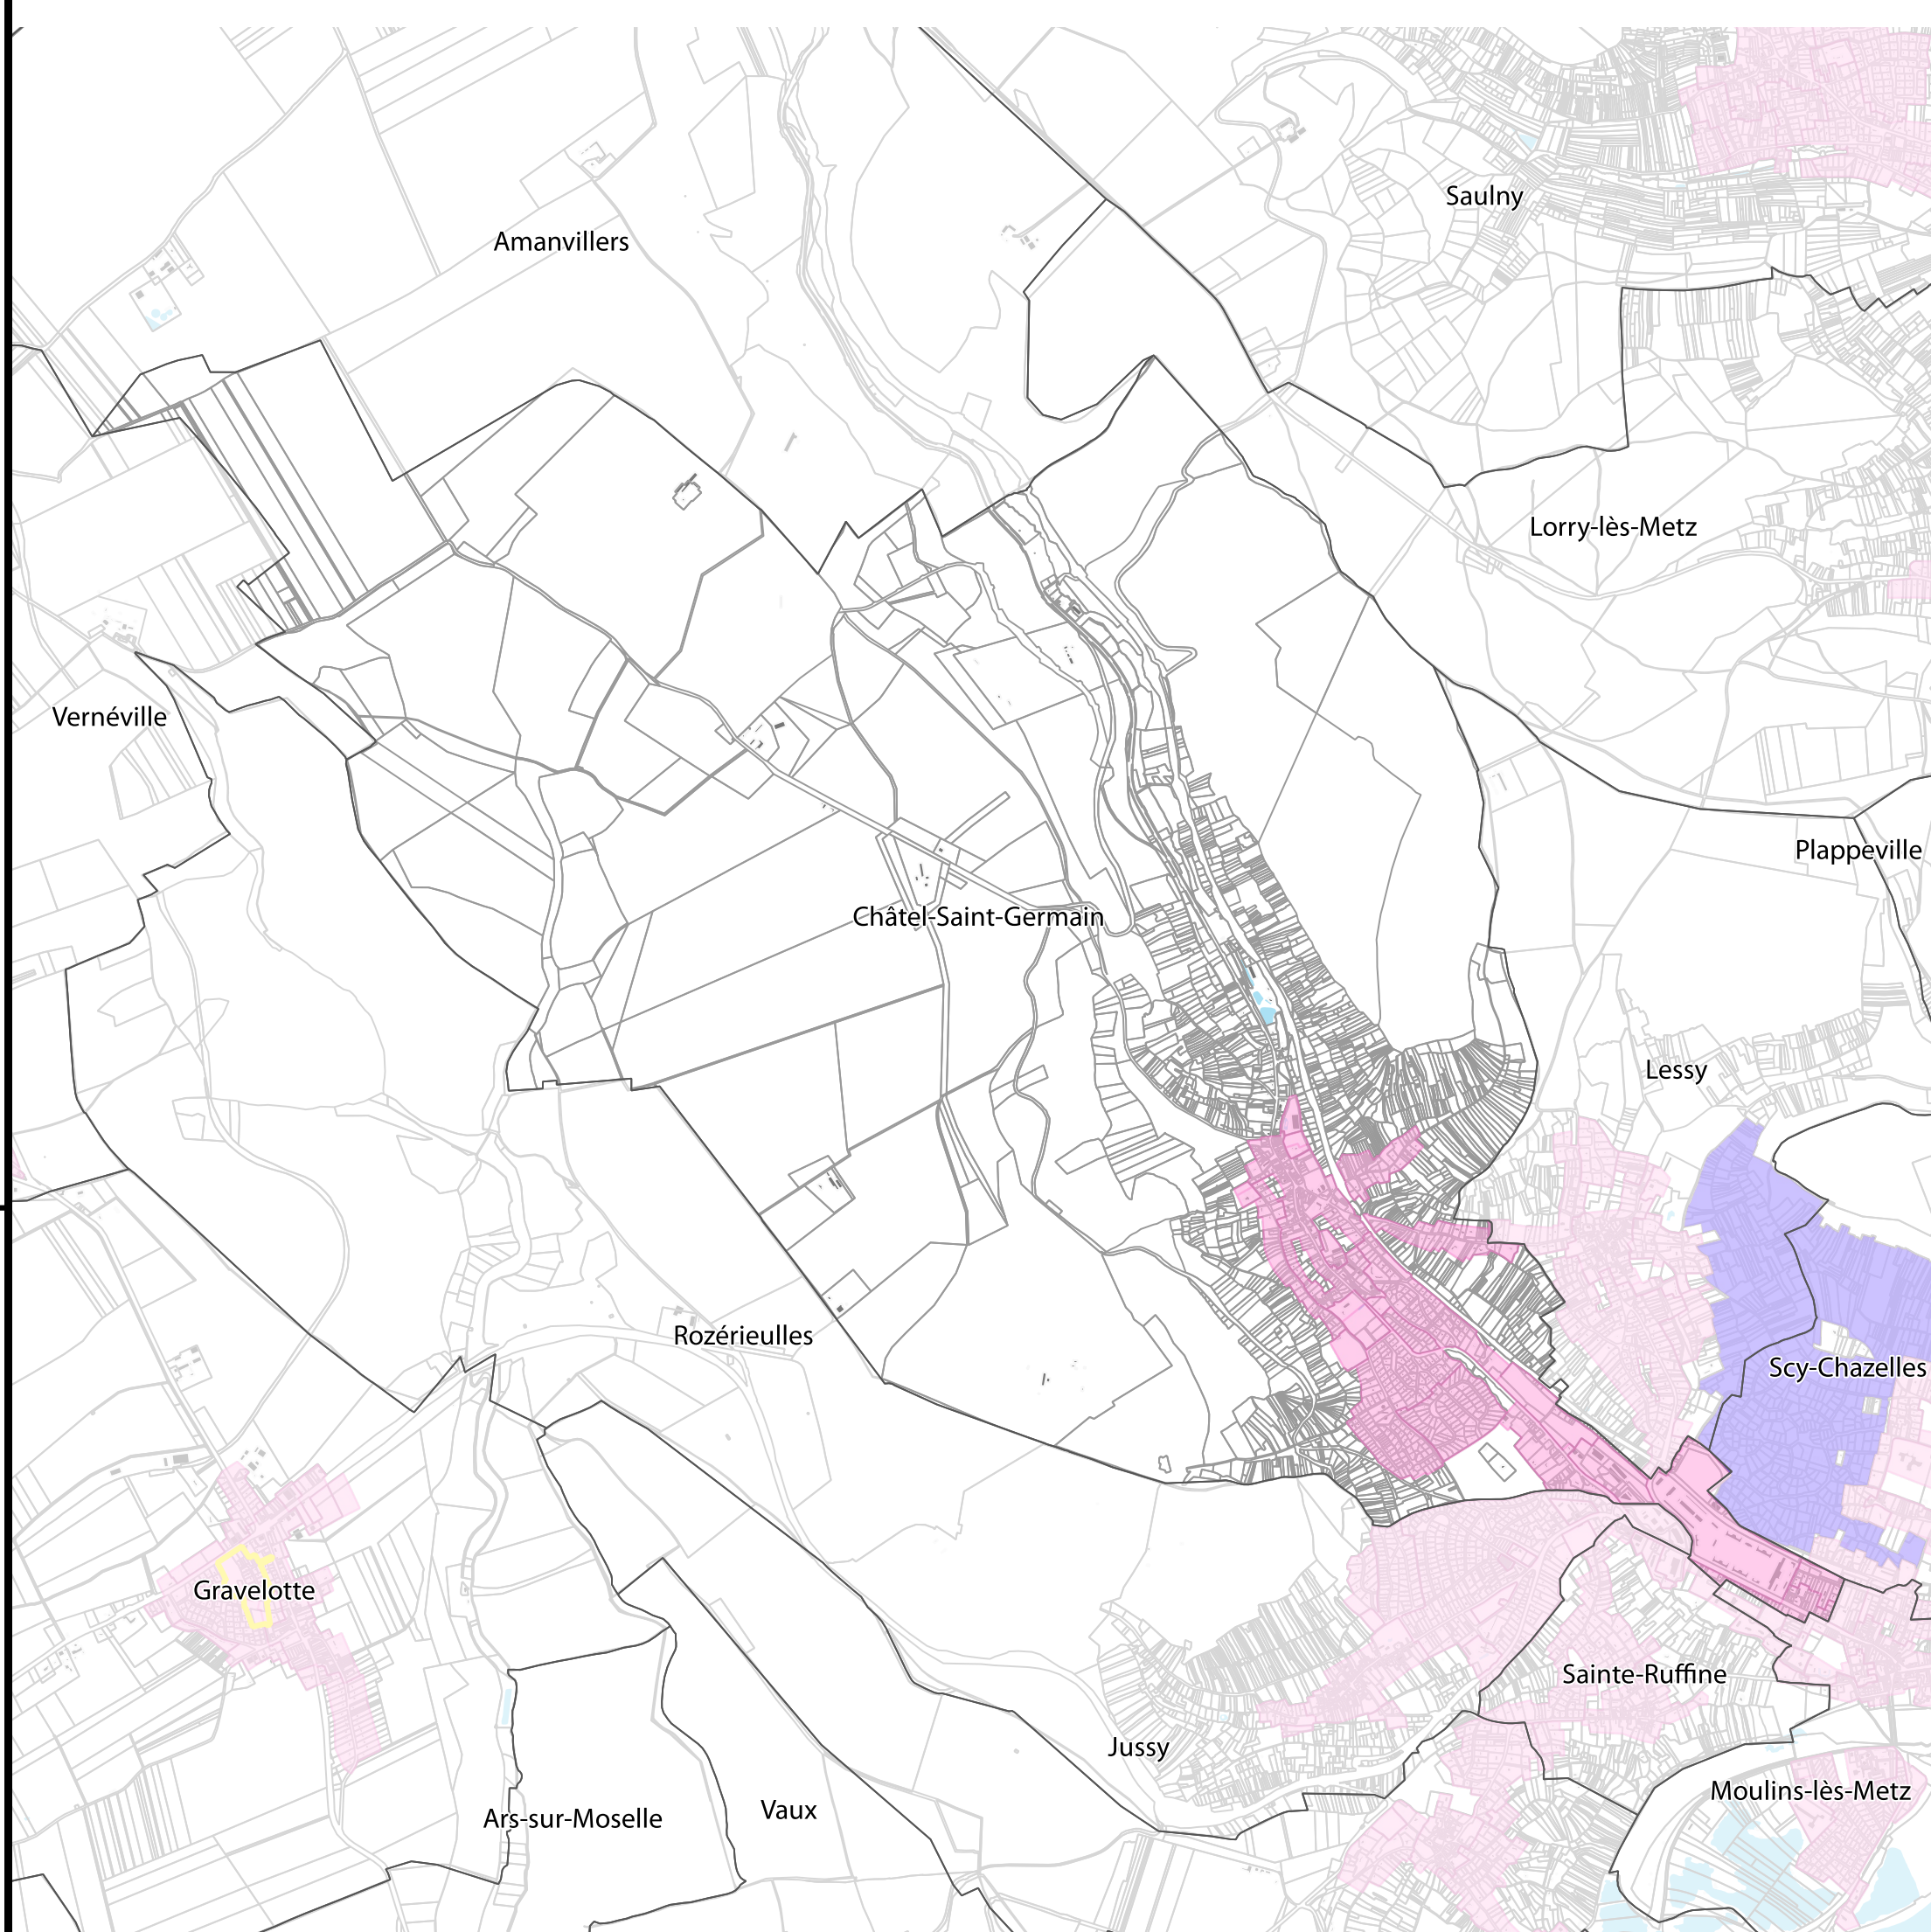 Saulny
Amanvillers
Lorry-lès-Metz
Vernéville
Plappeville
Châtel-Saint-Germain
Lessy
Rozérieulles
Scy-Chazelles
Gravelotte
Sainte-Ruffine
Jussy
Moulins-lès-Metz
Vaux
Ars-sur-Moselle